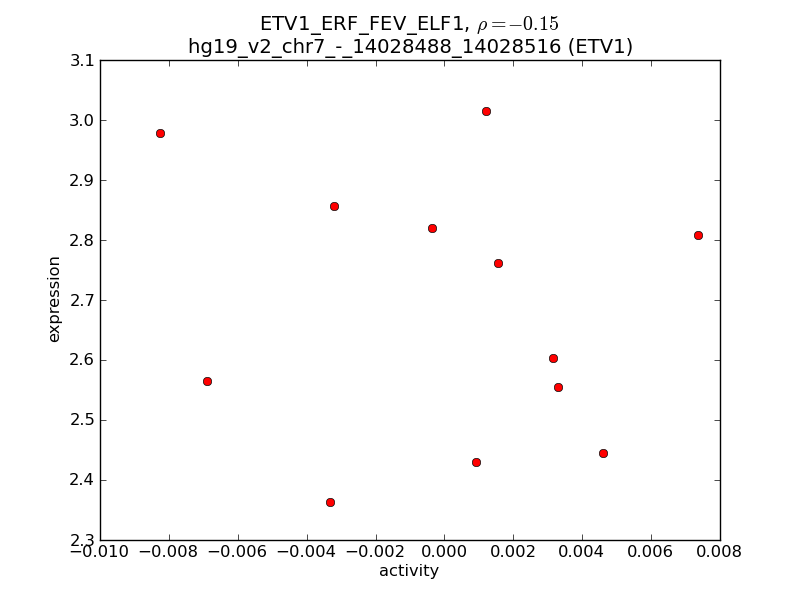 ETV1_ERF_FEV_ELF1, ρ=−0.15
hg19_v2_chr7_-_14028488_14028516 (ETV1)
3.1
3.0
2.9
2.8
2.7
2.6
2.5
2.4
2.3
expression
−0.010 −0.008 −0.006 −0.004 −0.002 0.000 0.002 0.004 0.006 0.008
activity